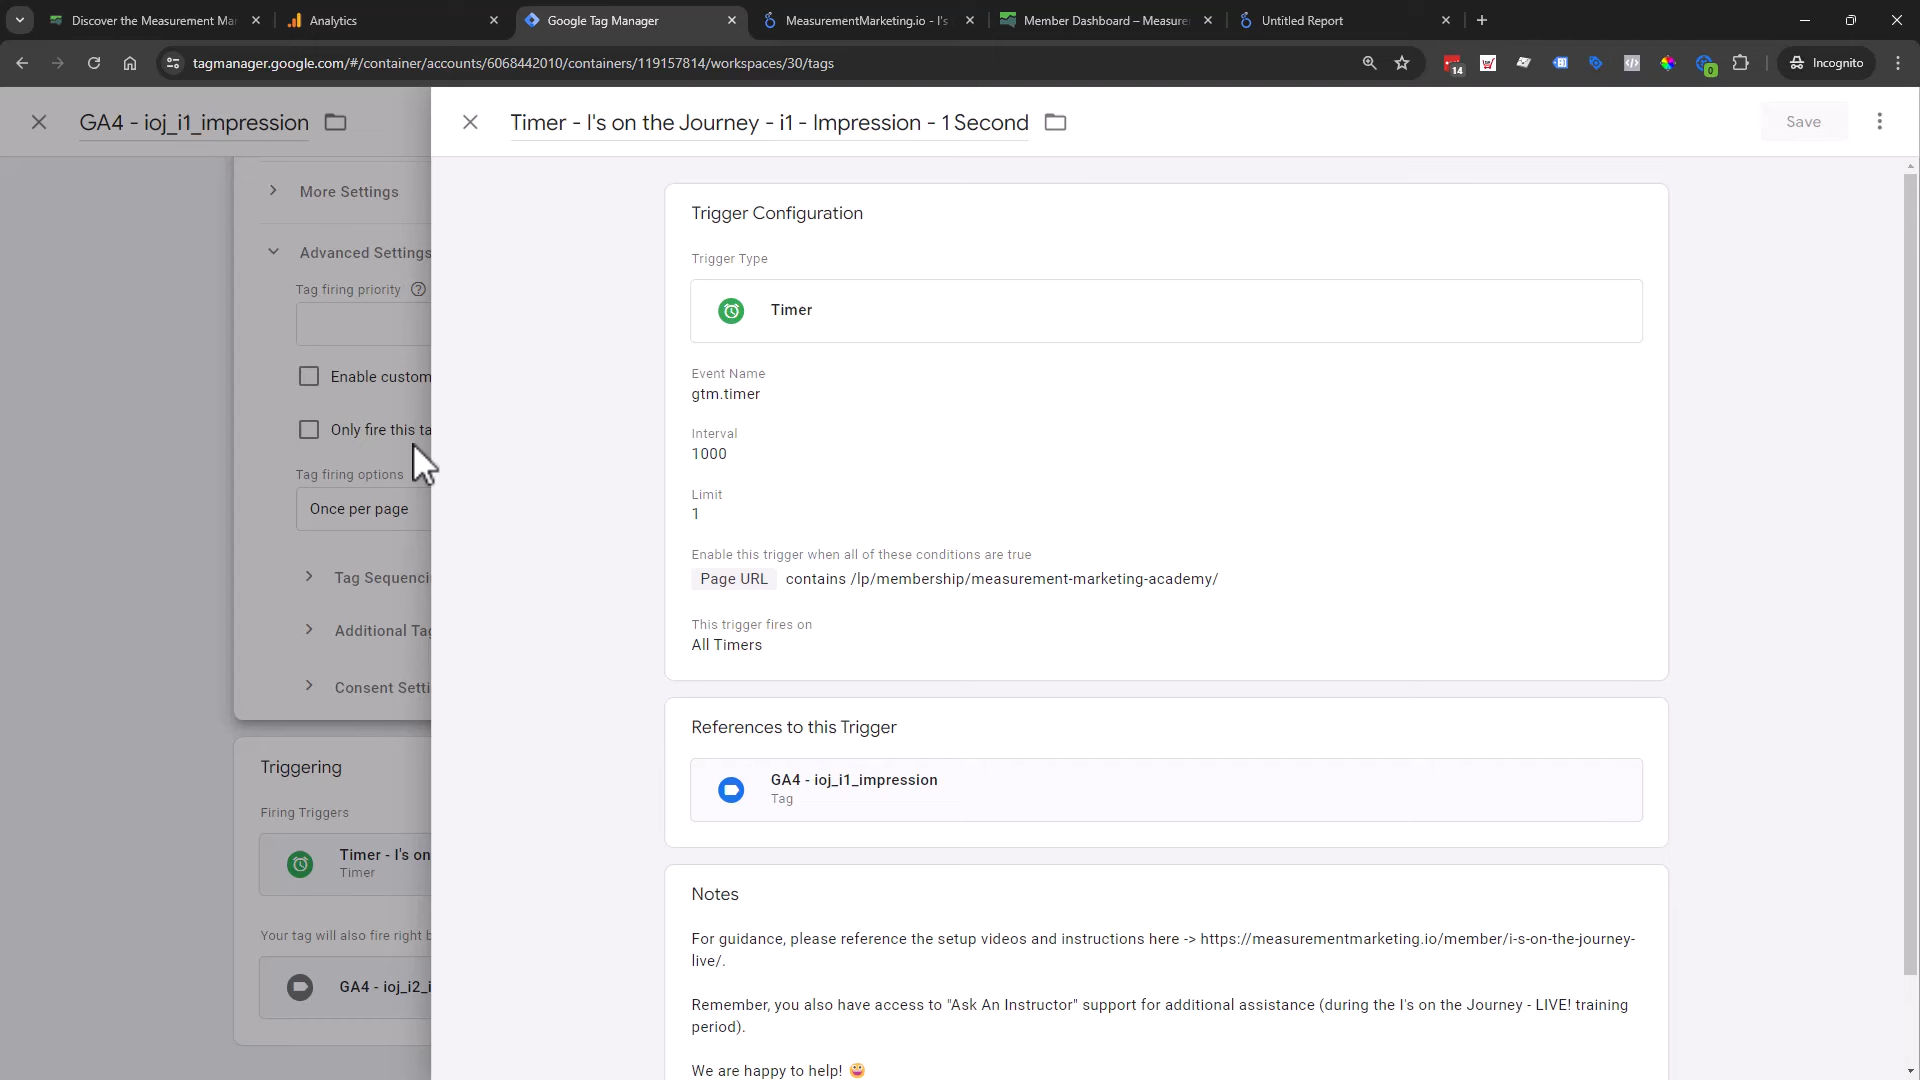 Discover the Measurement Mar
Analytics
Google Tag Manager
MeasurementMarketing.io - I's
Member Dashboard – Measure
Untitled Report
tagmanager.google.com/#/container/accounts/6068442010/containers/119157814/workspaces/30/tags
14
0
Incognito
GA4 - ioj_i1_impression
Timer - I's on the Journey - i1 - Impression - 1 Second
Save
More Settings
Advanced Settings
Tag firing priority
Enable custom
Only fire this ta
Tag firing options
Once per page
Tag Sequenci
Additional Tag
Consent Setti
Triggering
Firing Triggers
Timer - I's on
Timer
Your tag will also fire right b
GA4 - ioj_i2_i
Trigger Configuration
Trigger Type
Timer
Event Name
gtm.timer
Interval
1000
Limit
1
Enable this trigger when all of these conditions are true
Page URL contains /lp/membership/measurement-marketing-academy/
This trigger fires on
All Timers
References to this Trigger
GA4 - ioj_i1_impression
Tag
Notes
For guidance, please reference the setup videos and instructions here -> https://measurementmarketing.io/member/i-s-on-the-journey-
live/.
Remember, you also have access to "Ask An Instructor" support for additional assistance (during the I's on the Journey - LIVE! training
period).
We are happy to help! 😀